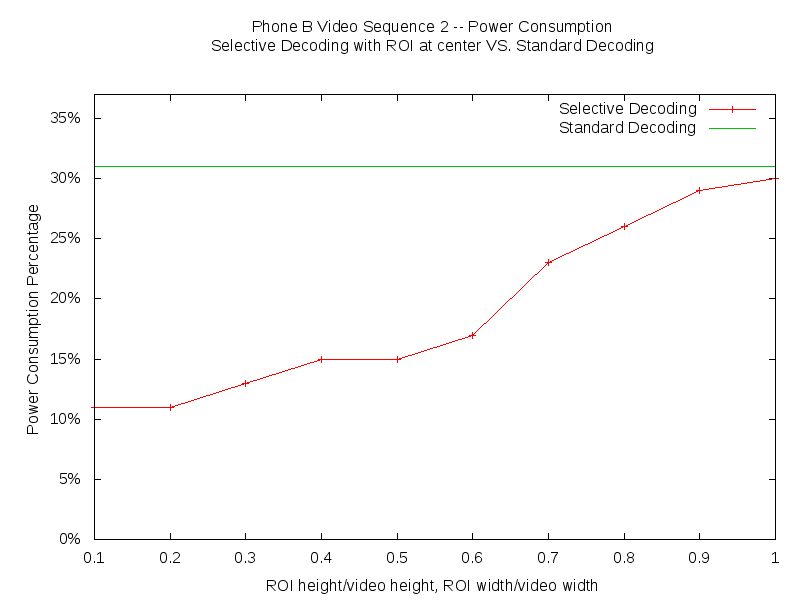 Phone B Video Sequence 2 -- Power Consumption
Selective Decoding with ROI at center VS. Standard Decoding
Selective Decoding
Standard Decoding
35%
30%
25%
20%
15%
10%
5%
0%
Power Consumption Percentage
0.1 0.2 0.3 0.4 0.5 0.6 0.7 0.8 0.9 1
ROI height/video height, ROI width/video width